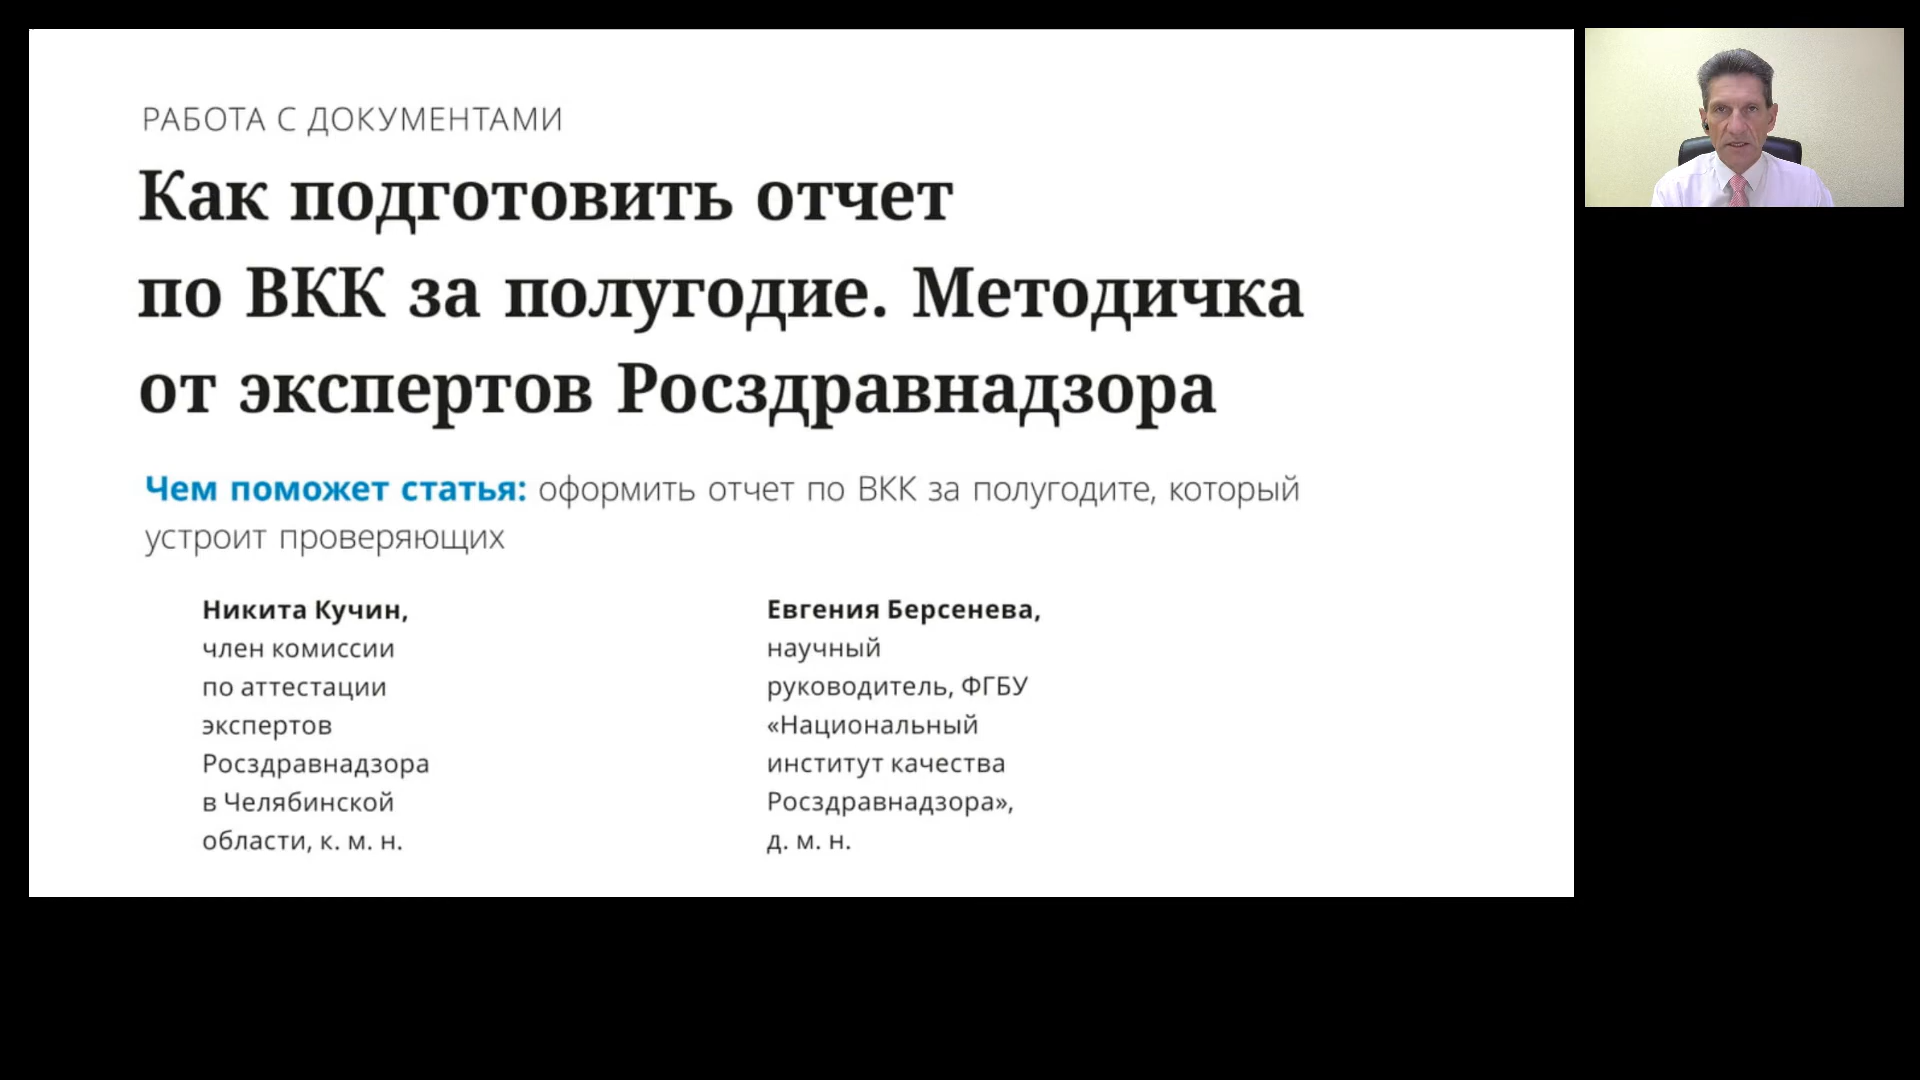 РАБОТА С ДОКУМЕНТАМИ
Как подготовить отчет
по ВКК за полугодие. Методичка
от экспертов Росздравнадзора
Чем поможет статья: оформить отчет по ВКК за полугодите, который
устроит проверяющих
Никита Кучин,
член комиссии
по аттестации
экспертов
Росздравнадзора
в Челябинской
области, к. м. н.
Евгения Берсенева,
научный
руководитель, ФГБУ
«Национальный
институт качества
Росздравнадзора»,
д. м. н.